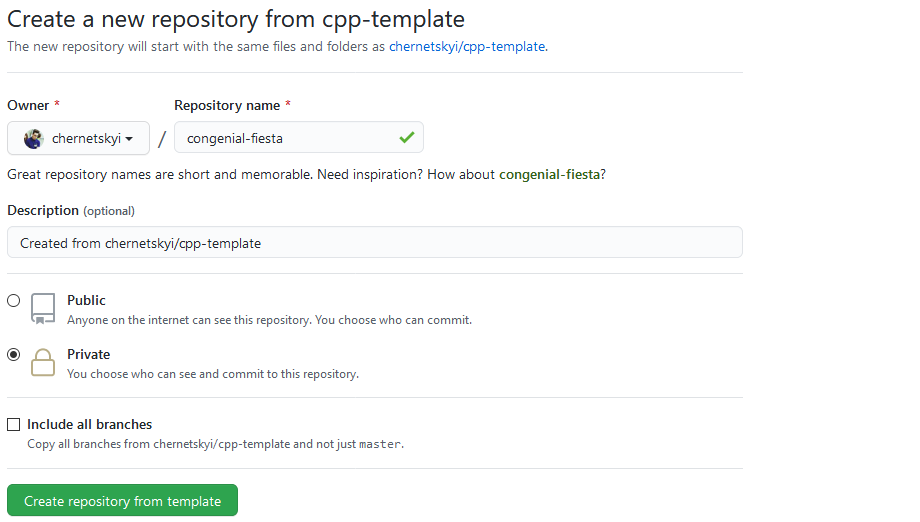 Create a new repository from cpp-template
The new repository will start with the same files and folders as chernetskyi/cpp-template.
Owner * Repository name *
chernetskyi / congenial-fiesta
Great repository names are short and memorable. Need inspiration? How about congenial-fiesta?
Description (optional)
Created from chernetskyi/cpp-template
Public
Anyone on the internet can see this repository. You choose who can commit.
Private
You choose who can see and commit to this repository.
Include all branches
Copy all branches from chernetskyi/cpp-template and not just master.
Create repository from template